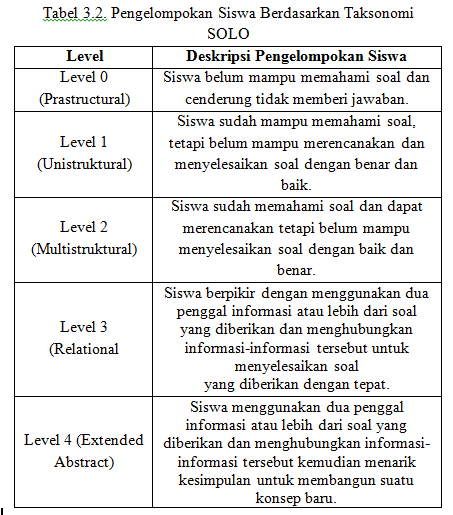 Tabel 3.2. Pengelompokan Siswa Berdasarkan Taksonomi
SOLO
Level
Deskripsi Pengelompokan Siswa
Level 0
(Prastructural)
Siswa belum mampu memahami soal dan
cenderung tidak memberi jawaban.
Level 1
(Unistruktural)
Siswa sudah mampu memahami soal,
tetapi belum mampu merencanakan dan
menyelesaikan soal dengan benar dan
baik.
Level 2
(Multistruktural)
Siswa sudah memahami soal dan dapat
merencanakan tetapi belum mampu
menyelesaikan soal dengan baik dan
benar.
Level 3
(Relational
Siswa berpikir dengan menggunakan dua
penggal informasi atau lebih dari soal
yang diberikan dan menghubungkan
informasi-informasi tersebut untuk
menyelesaikan soal
yang diberikan dengan tepat.
Level 4 (Extended
Abstract)
Siswa menggunakan dua penggal
informasi atau lebih dari soal yang
diberikan dan menghubungkan informasi-
informasi tersebut kemudian menarik
kesimpulan untuk membangun suatu
konsep baru.